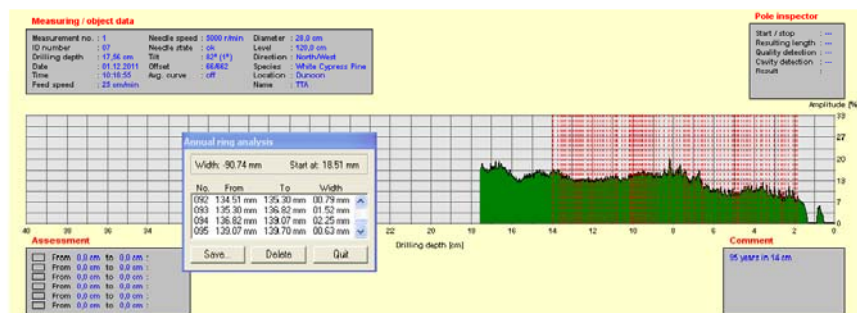 Measuring / object data
Measurement no. : 1 Needle speed : 5000 r/min Diameter : 28,0 cm
ID number : 07 Needle state : ok Level : 120,0 cm
Drilling depth : 17,56 cm Tilt : 82° (1°) Direction : North/West
Date : 01.12.2011 Offset : 66/662 Species : White Cypress Pine
Time : 10:18:55 Avg. curve : off Location : Dunoon
Feed speed : 25 cm/min Name : TTA
Pole inspector
Start / stop : ---
Resulting length : ---
Quality detection : ---
Cavity detection : ---
Result :
Amplitude [%
33
27
20
13
7
0
Annual ring analysis
Width: -90.74 mm Start at: 18.51 mm
No. From To Width
092 134.51 mm 135.30 mm 00.79 mm
093 135.30 mm 136.82 mm 01.52 mm
094 136.82 mm 139.07 mm 02.25 mm
095 139.07 mm 139.70 mm 00.63 mm
Save... Delete Quit
40 38 36 34 22 20 18 16 14 12 10 8 6 4 2 0
Drilling depth [cm]
Assessment
From 0,0 cm to 0,0 cm :
From 0,0 cm to 0,0 cm :
From 0,0 cm to 0,0 cm :
From 0,0 cm to 0,0 cm :
From 0,0 cm to 0,0 cm :
Comment
95 years in 14 cm